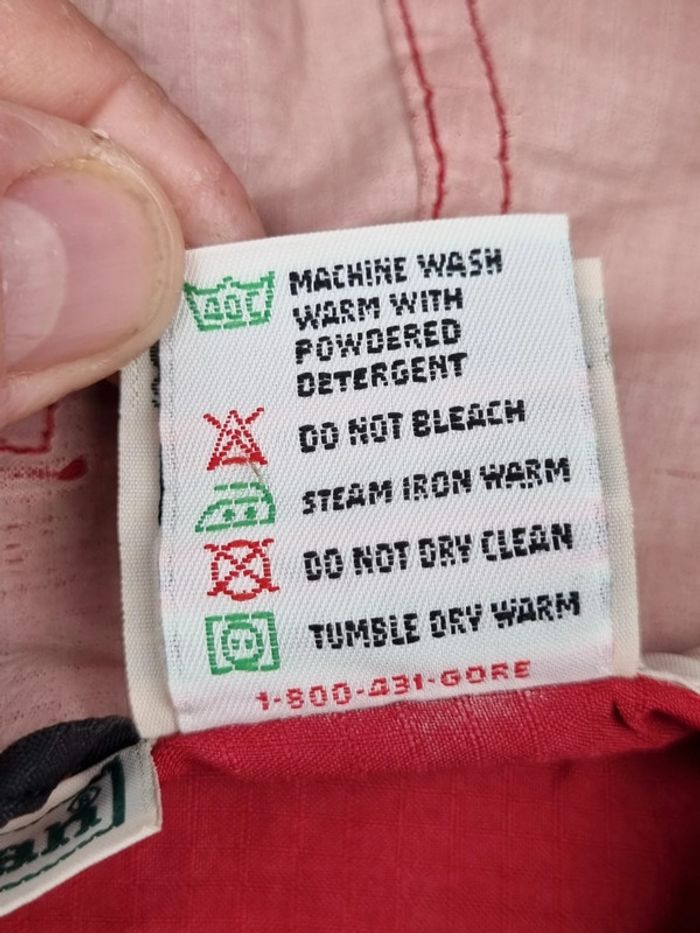 40C
MACHINE WASH
WARM WITH
POWDERED
DETERGENT
DO NOT BLEACH
STEAM IRON WARM
DO NOT DRY CLEAN
TUMBLE DRY WARM
1-800-431-GORE